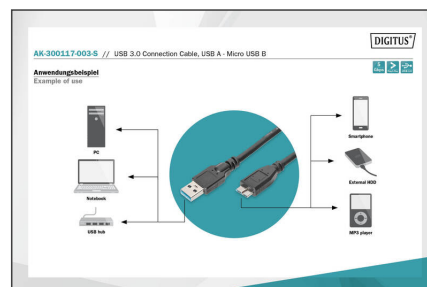 DIGITUS®
AK-300117-003-S // USB 3.0 Connection Cable, USB A - Micro USB B
Anwendungsbeispiel
Example of use
PC
Notebook
USB hub
Smartphone
External HDD
MP3 player